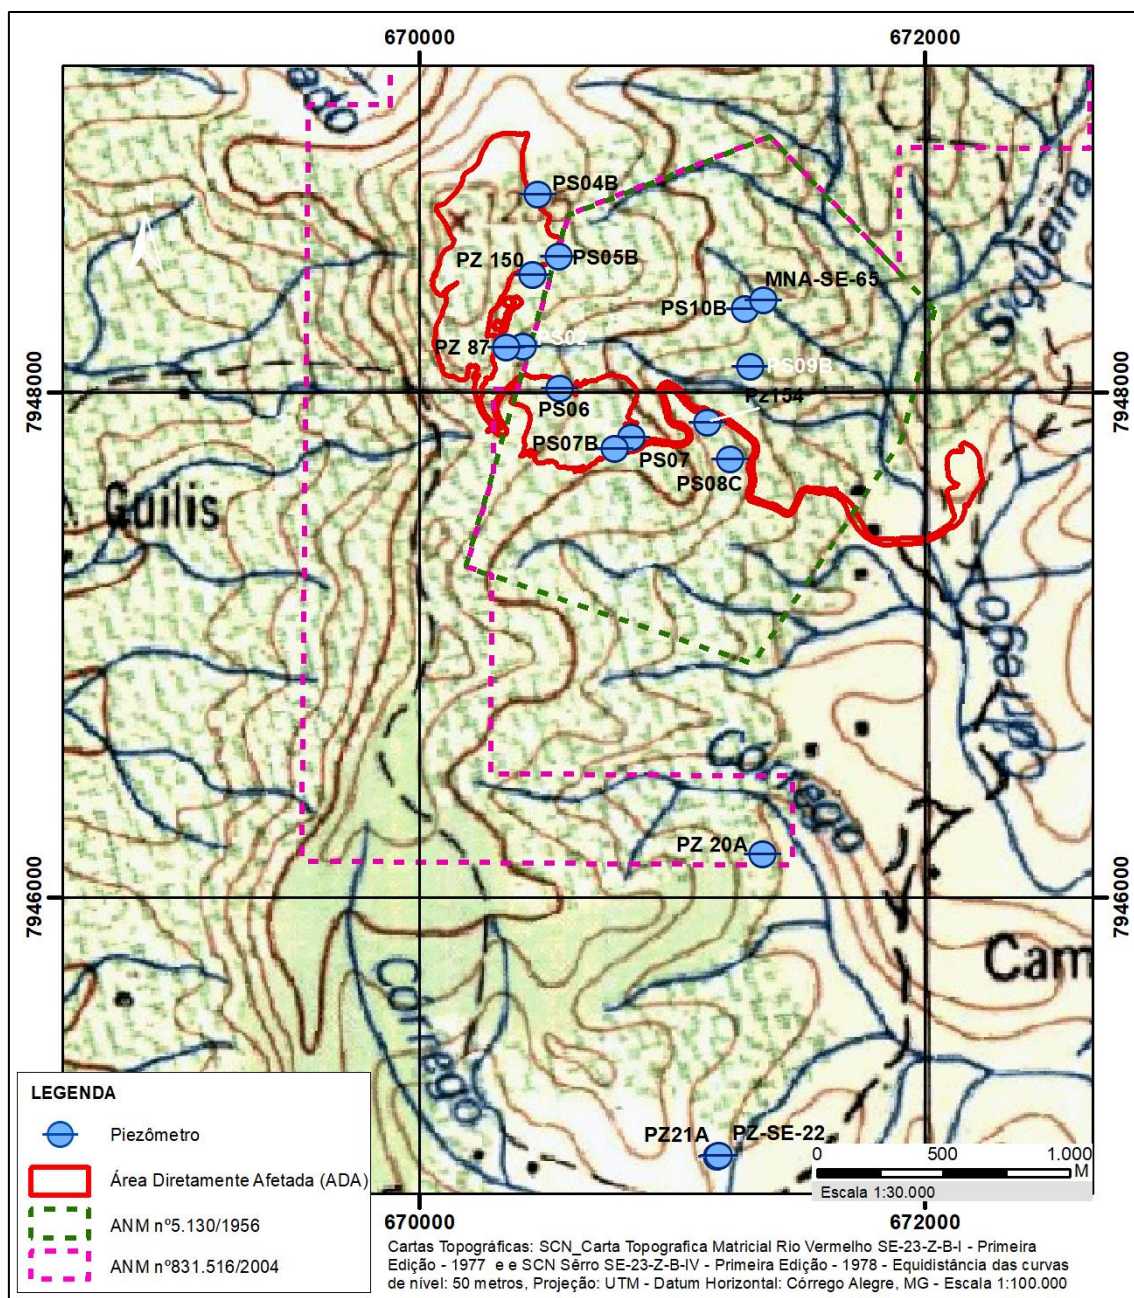 670000
672000
ado
N
PS04B
12
PZ 150
PS05B
MNA-SE-65
PS10B
Siqueira
PZ 87
PS02
PS09B
7948000
7948000
PS06
PZ154
PS07B
PS07
PS08C
Guilis
Córrego
Córrego
PZ 20A
7946000
7946000
Cam
Córrego
PZ21A
PZ-SE-22
LEGENDA
Piezômetro
Área Diretamente Afetada (ADA)
ANM nº5.130/1956
ANM nº831.516/2004
0 500 1.000
M
Escala 1:30.000
670000
672000
Cartas Topográficas: SCN_Carta Topografica Matricial Rio Vermelho SE-23-Z-B-I - Primeira
Edição - 1977 e e SCN Sêrro SE-23-Z-B-IV - Primeira Edição - 1978 - Equidistância das curvas
de nível: 50 metros, Projeção: UTM - Datum Horizontal: Córrego Alegre, MG - Escala 1:100.000